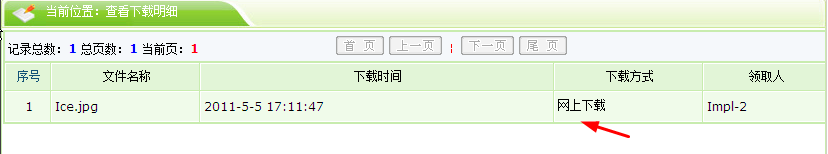 当前位置：查看下载明细
记录总数：1 总页数：1 当前页：1 首 页 上一页 ¦ 下一页 尾 页
序号 文件名称 下载时间 下载方式 领取人
1 Ice.jpg 2011-5-5 17:11:47 网上下载 Impl-2